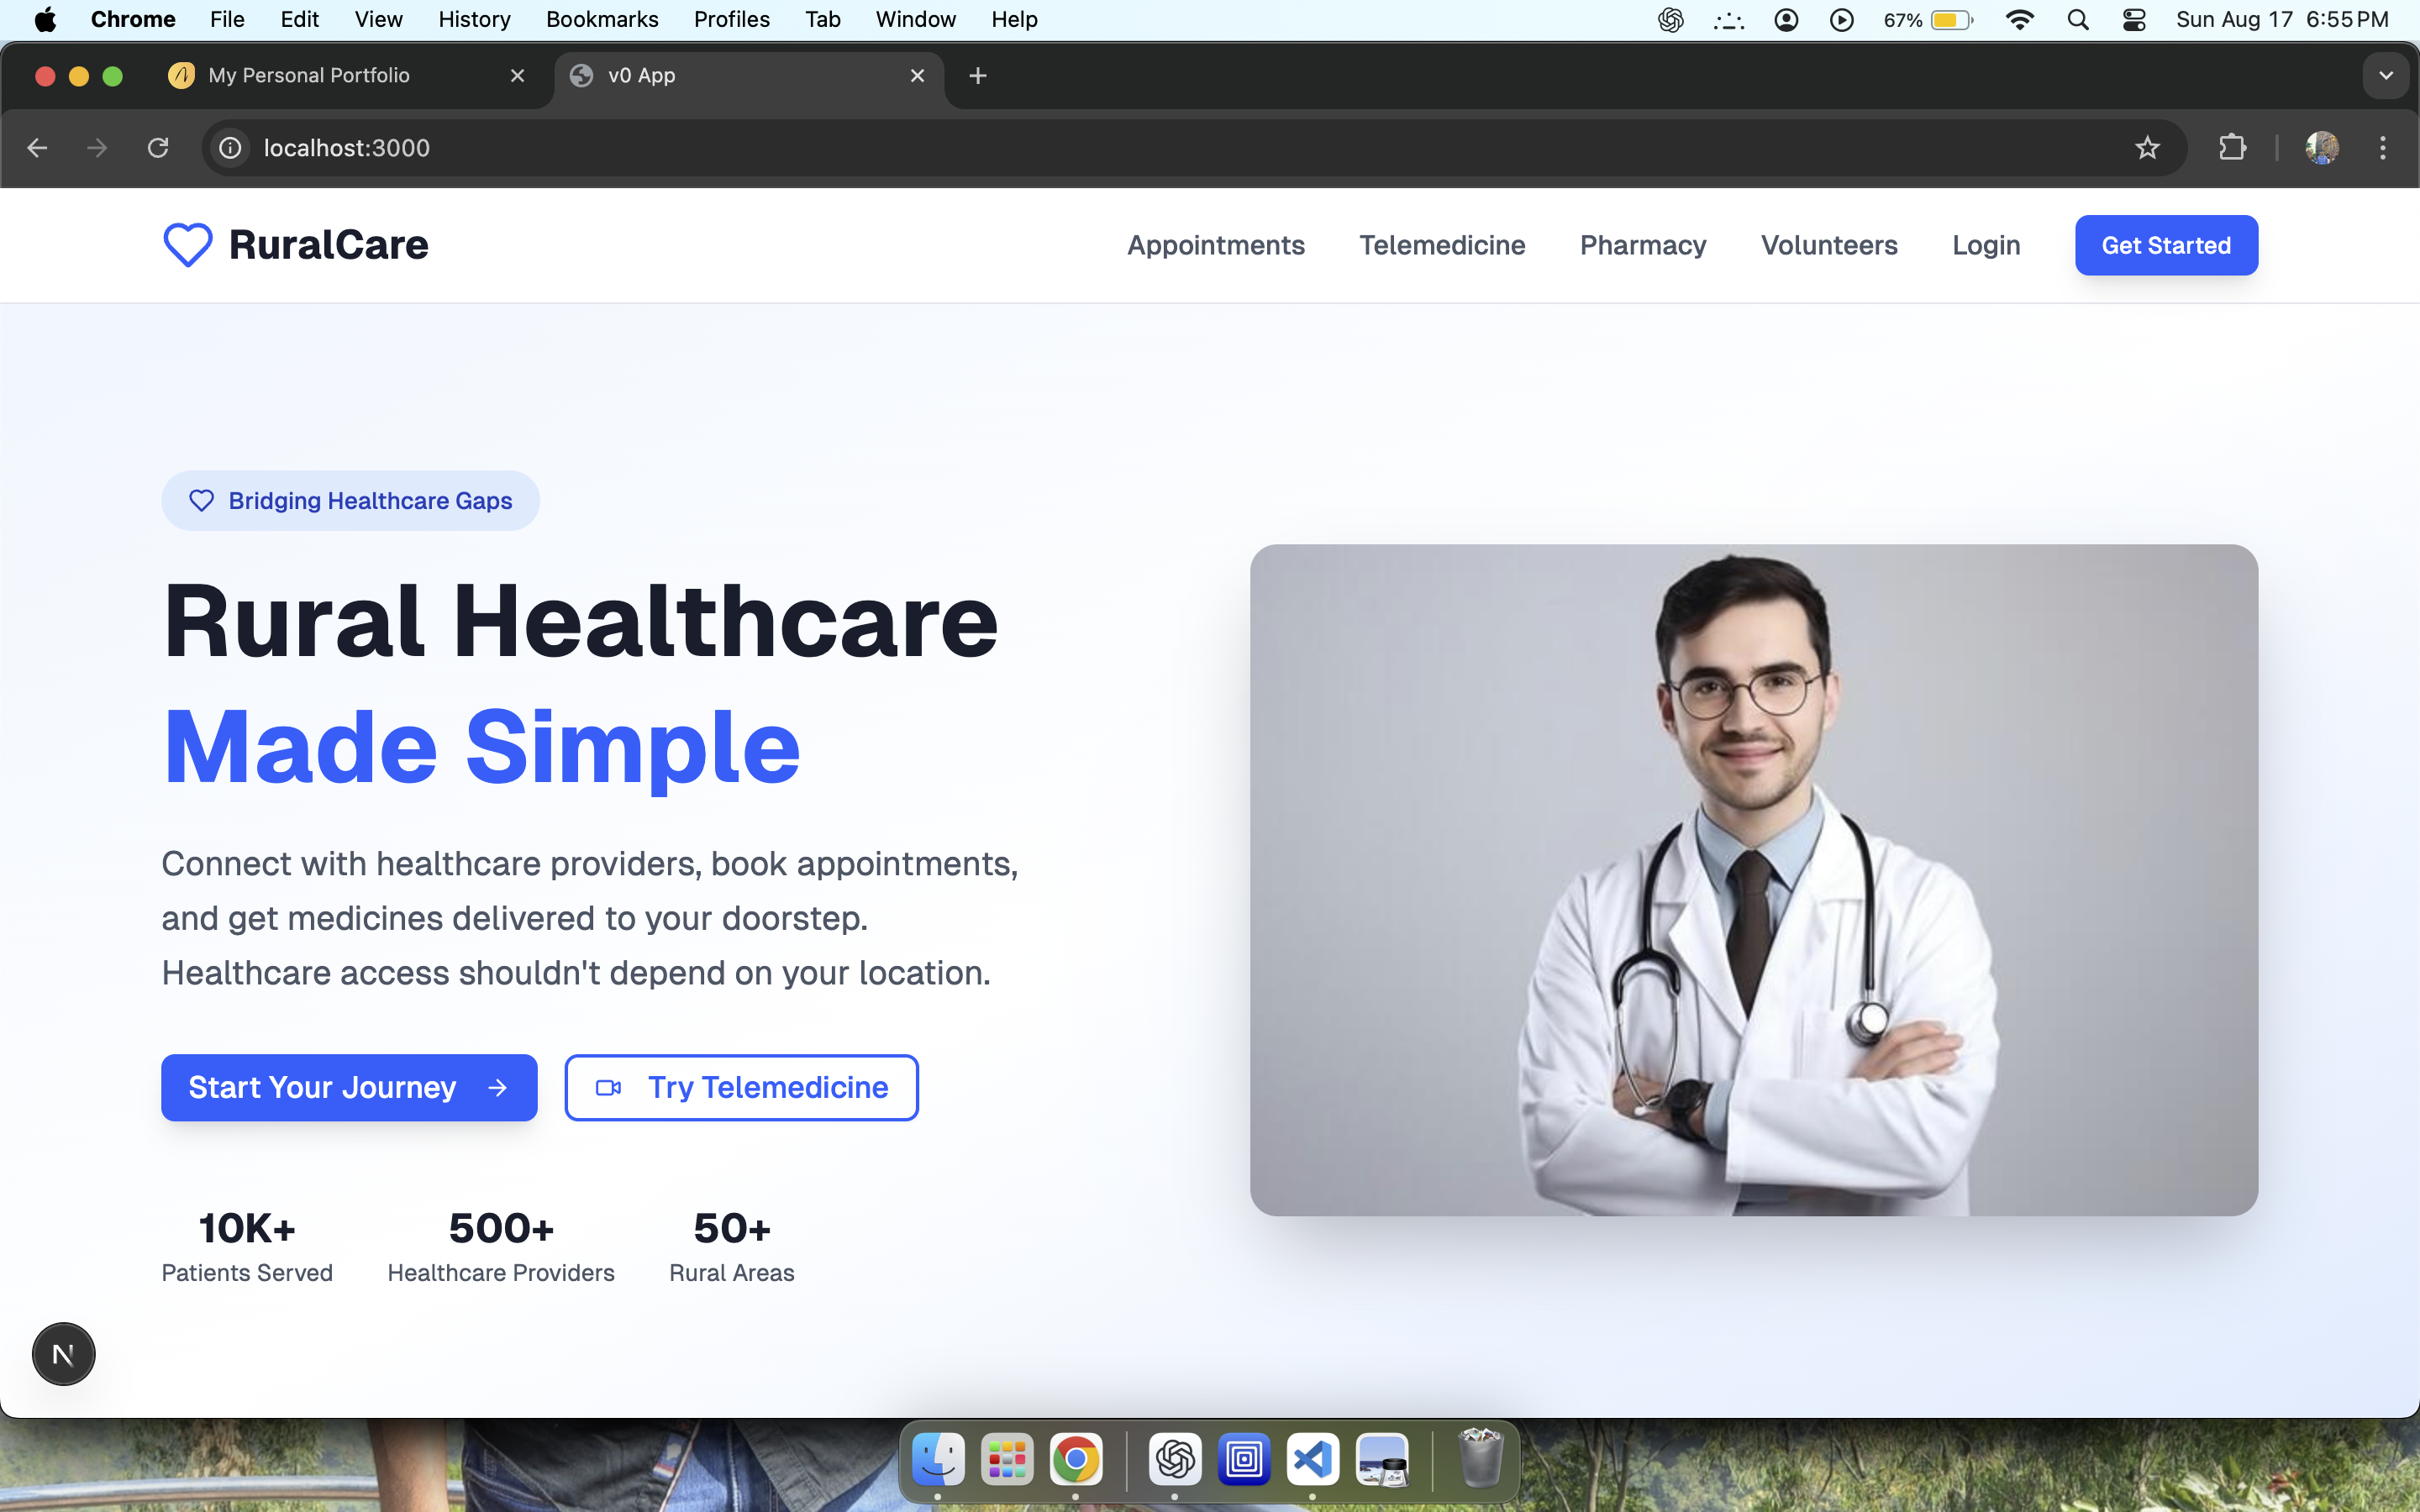 Chrome File Edit View History Bookmarks Profiles Tab Window Help 67% Sun Aug 17 6:55 PM
My Personal Portfolio v0 App
localhost:3000
RuralCare Appointments Telemedicine Pharmacy Volunteers Login Get Started
Bridging Healthcare Gaps
Rural Healthcare
Made Simple
Connect with healthcare providers, book appointments,
and get medicines delivered to your doorstep.
Healthcare access shouldn't depend on your location.
Start Your Journey Try Telemedicine
10K+ 500+ 50+
Patients Served Healthcare Providers Rural Areas
N